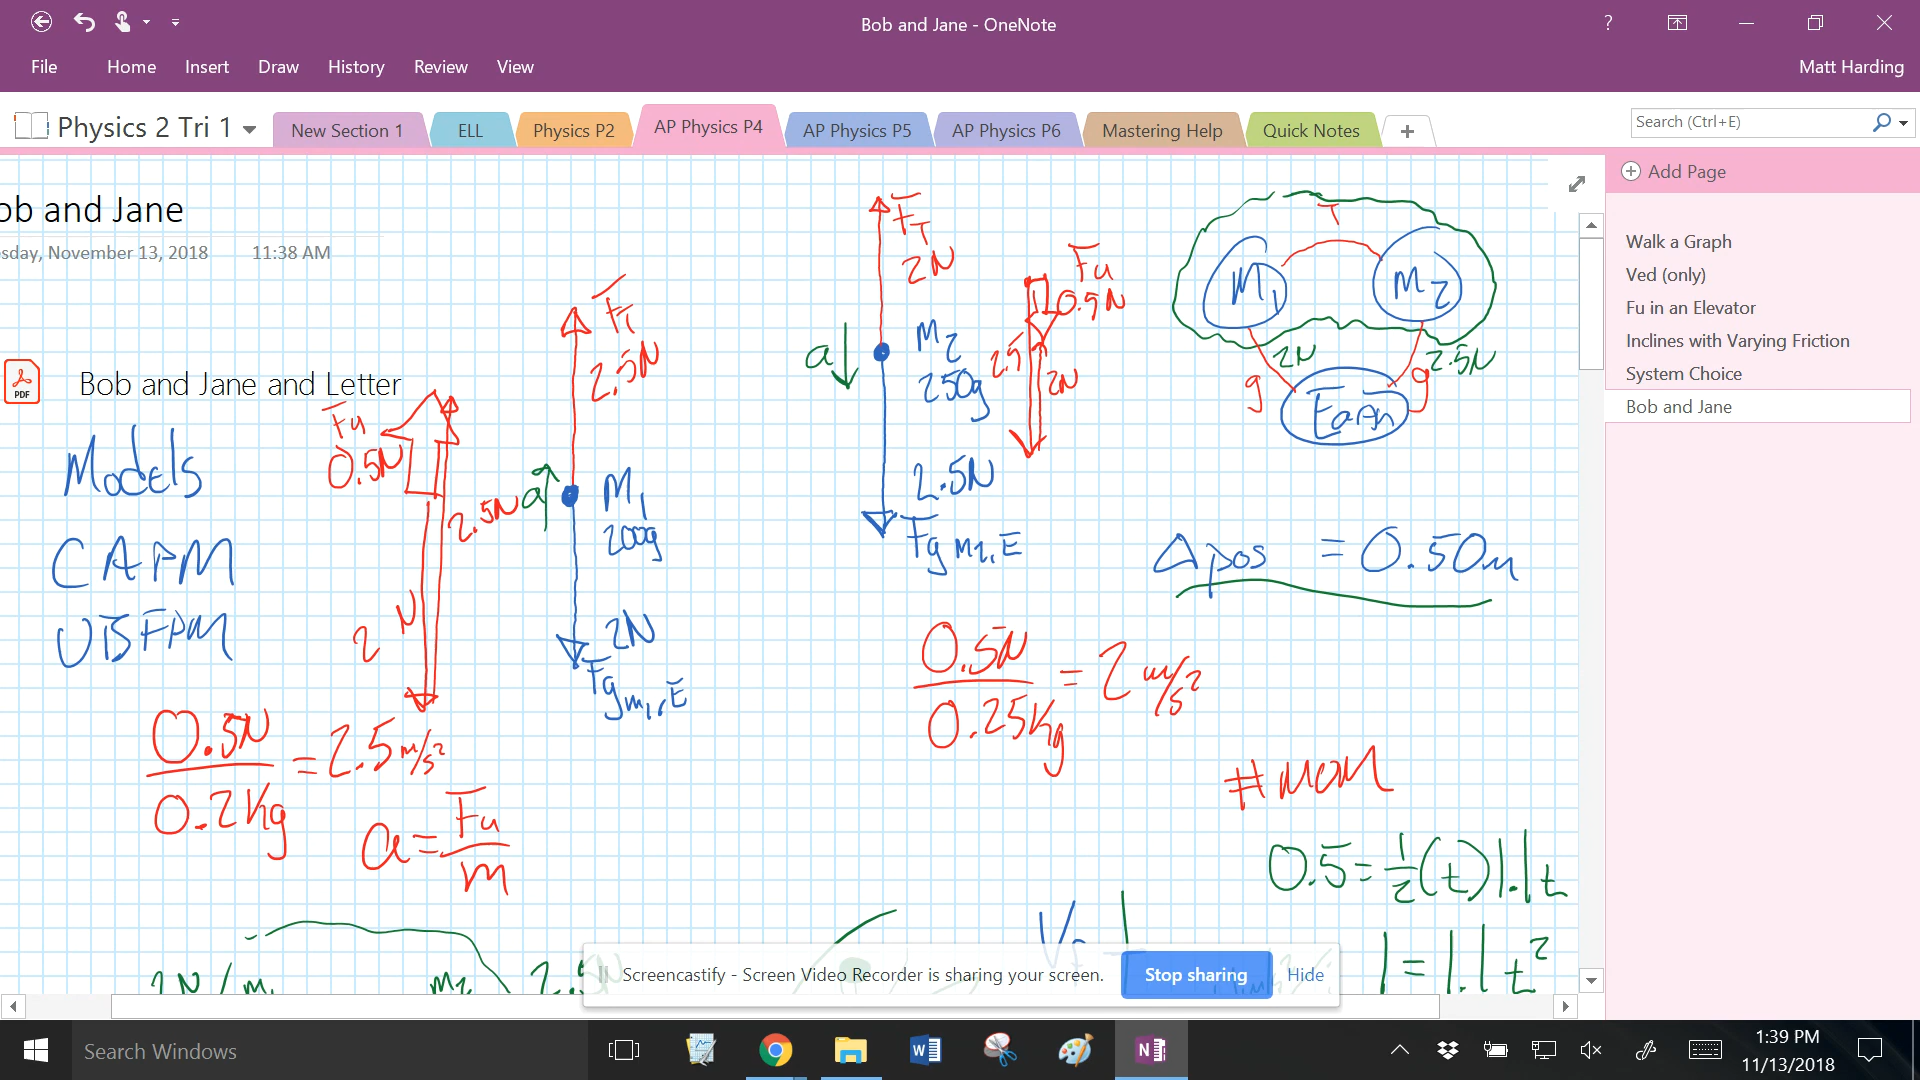 Bob and Jane - OneNote
?
File Home Insert Draw History Review View
Matt Harding
Physics 2 Tri 1
New Section 1 ELL Physics P2 AP Physics P4 AP Physics P5 AP Physics P6 Mastering Help Quick Notes +
Search (Ctrl+E)
Add Page
Walk a Graph
Ved (only)
Fu in an Elevator
Inclines with Varying Friction
System Choice
Bob and Jane
ob and Jane
sday, November 13, 2018 11:38 AM
PDF
Bob and Jane and Letter
Models
CAPM
UBFPM
Fu
0.5N
2.5N
2 N
FT
2.5N
a
M1
200g
2N
Fg m1,E
FT
2N
a
M2
250g
2.5N
Fg M2,E
Fu
0.5N
2.5
2N
T
M1 M2
2N 2.5N
g g
Earth
Δpos = 0.50m
0.5N
0.2kg
= 2.5 m/s²
a = Fu
m
0.5N
0.25kg
= 2 m/s²
#MOM
0.5 = 1/2 (t) 1.1t
1 = 1.1 t²
2N m1 m2
Screencastify - Screen Video Recorder is sharing your screen. Stop sharing Hide
Search Windows
1:39 PM
11/13/2018